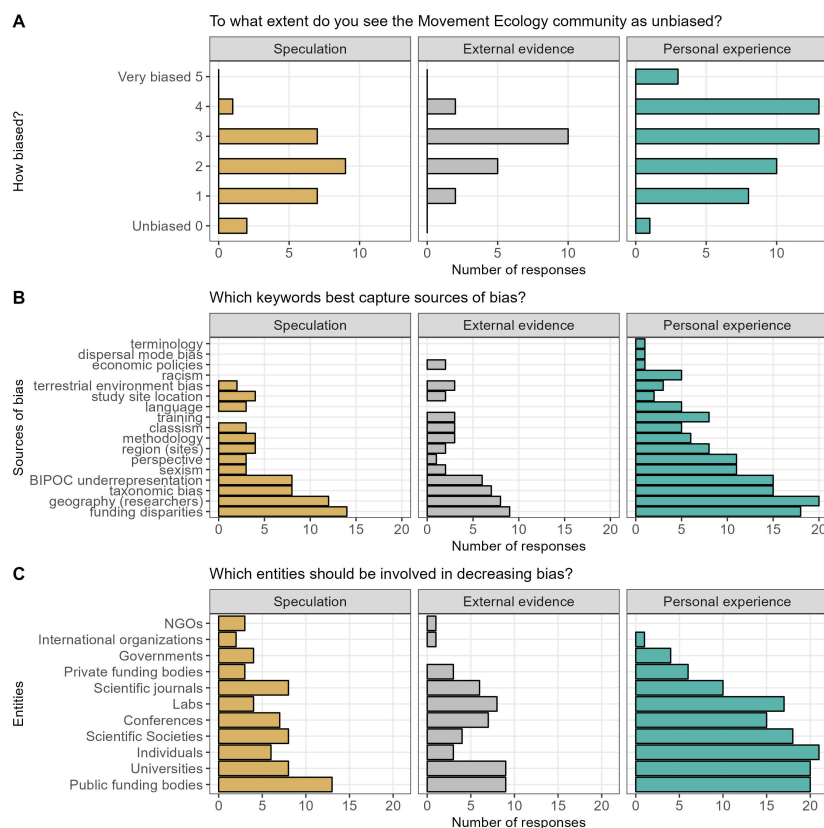 A
To what extent do you see the Movement Ecology community as unbiased?
Speculation
External evidence
Personal experience
How biased?
Very biased 5
4
3
2
1
Unbiased 0
0 5 10 0 5 10 0 5 10
Number of responses
B
Which keywords best capture sources of bias?
Speculation
External evidence
Personal experience
Sources of bias
terminology
dispersal mode bias
economic policies
racism
terrestrial environment bias
study site location
language
training
classism
methodology
region (sites)
perspective
sexism
BIPOC underrepresentation
taxonomic bias
geography (researchers)
funding disparities
0 5 10 15 20 0 5 10 15 20 0 5 10 15 20
Number of responses
C
Which entities should be involved in decreasing bias?
Speculation
External evidence
Personal experience
Entities
NGOs
International organizations
Governments
Private funding bodies
Scientific journals
Labs
Conferences
Scientific Societies
Individuals
Universities
Public funding bodies
0 5 10 15 20 0 5 10 15 20 0 5 10 15 20
Number of responses